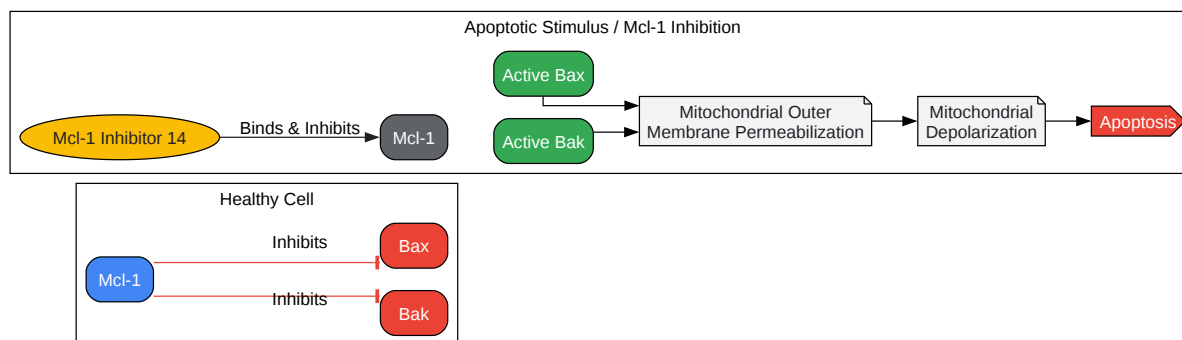 Apoptotic Stimulus / Mcl-1 Inhibition
Active Bax
Mcl-1 Inhibitor 14
Binds & Inhibits
Mcl-1
Active Bak
Mitochondrial Outer
Membrane Permeabilization
Mitochondrial
Depolarization
Apoptosis
Healthy Cell
Mcl-1
Inhibits
Bax
Inhibits
Bak